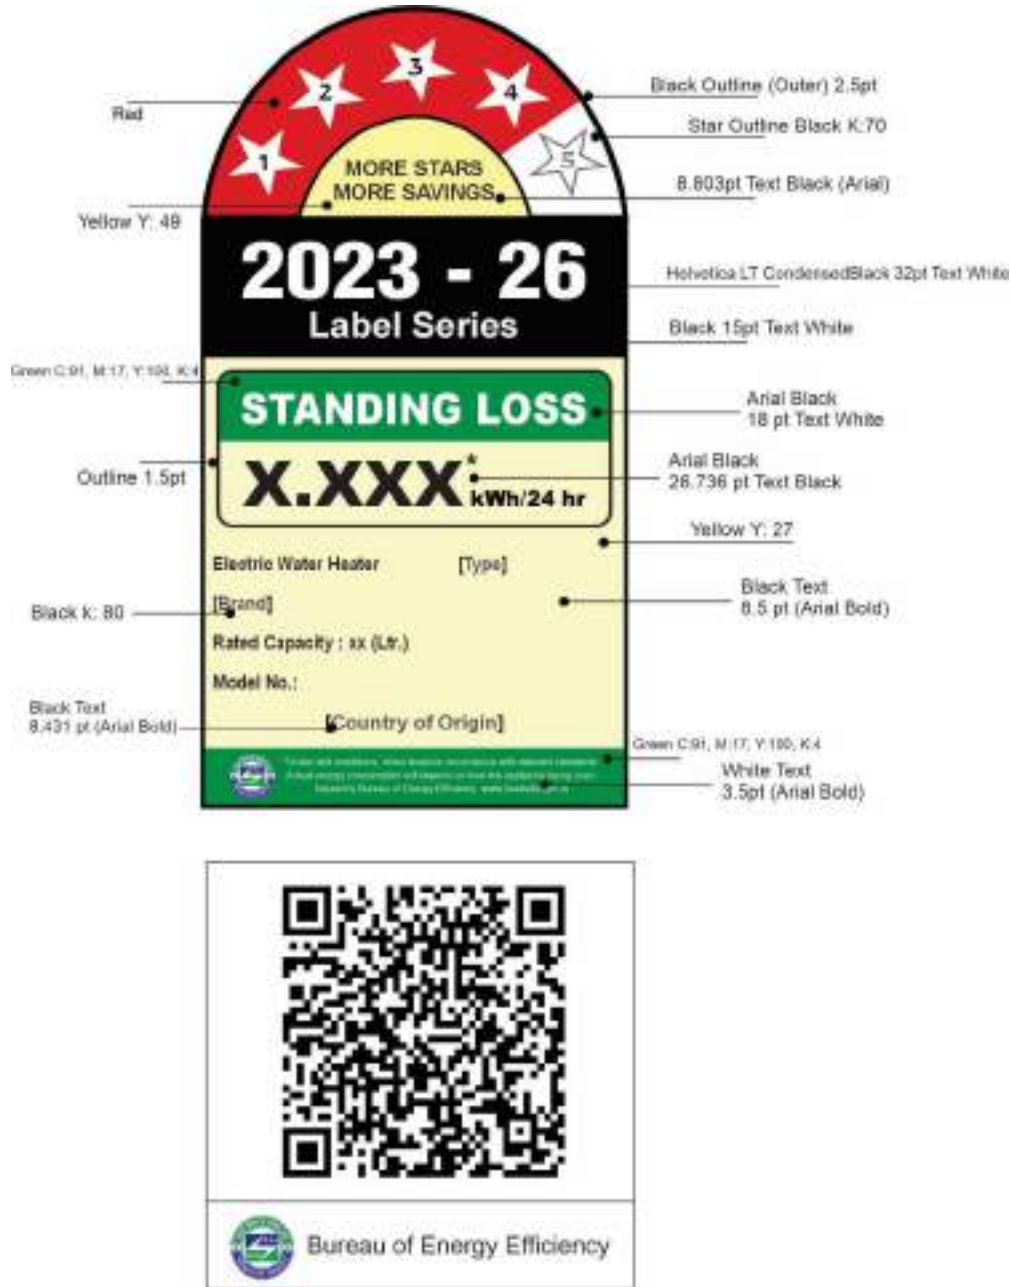 3
2
4
1
5
MORE STARS
MORE SAVINGS
Red
Black Outline (Outer) 2.5pt
Star Outline Black K:70
8.803pt Text Black (Arial)
Yellow Y: 49
2023 - 26
Label Series
Helvetica LT CondensedBlack 32pt Text White
Black 15pt Text White
Green C:91, M:17, Y:100, K:4
STANDING LOSS
Arial Black
18 pt Text White
Outline 1.5pt
X.XXX*
kWh/24 hr
Arial Black
26.736 pt Text Black
Yellow Y: 27
Electric Water Heater [Type]
Black Text
8.5 pt (Arial Bold)
Black k: 80
[Brand]
Rated Capacity : xx (Ltr.)
Model No.:
Black Text
8.431 pt (Arial Bold)
[Country of Origin]
Green C:91, M:17, Y:100, K:4
White Text
3.5pt (Arial Bold)
Bureau of Energy Efficiency